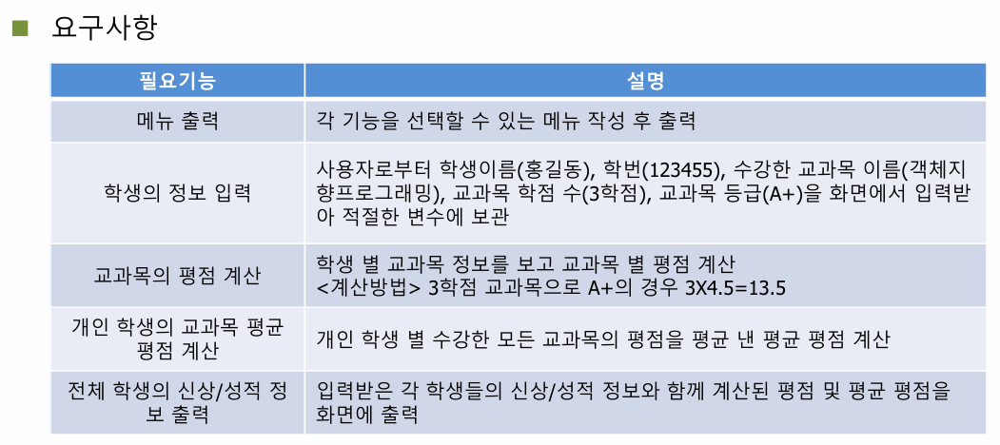 요구사항
필요기능
설명
메뉴 출력
각 기능을 선택할 수 있는 메뉴 작성 후 출력
학생의 정보 입력
사용자로부터 학생이름(홍길동), 학번(123455), 수강한 교과목 이름(객체지
향프로그래밍), 교과목 학점 수(3학점), 교과목 등급(A+)을 화면에서 입력받
아 적절한 변수에 보관
교과목의 평점 계산
학생 별 교과목 정보를 보고 교과목 별 평점 계산
<계산방법> 3학점 교과목으로 A+의 경우 3X4.5=13.5
개인 학생의 교과목 평균
평점 계산
개인 학생 별 수강한 모든 교과목의 평점을 평균 낸 평균 평점 계산
전체 학생의 신상/성적 정
보 출력
입력받은 각 학생들의 신상/성적 정보와 함께 계산된 평점 및 평균 평점을
화면에 출력